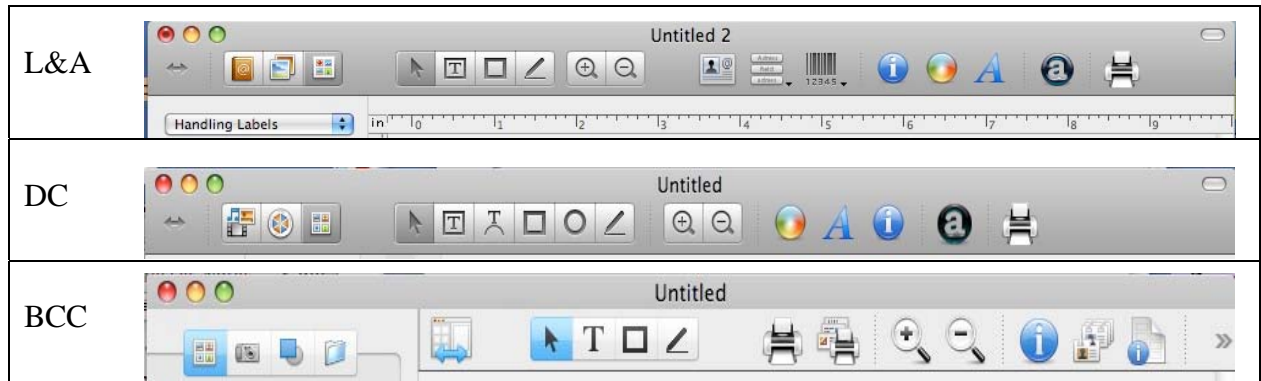 L&A
Untitled 2
12345
Handling Labels
in 0 1 2 3 4 5 6 7 8 9
DC
Untitled
BCC
Untitled